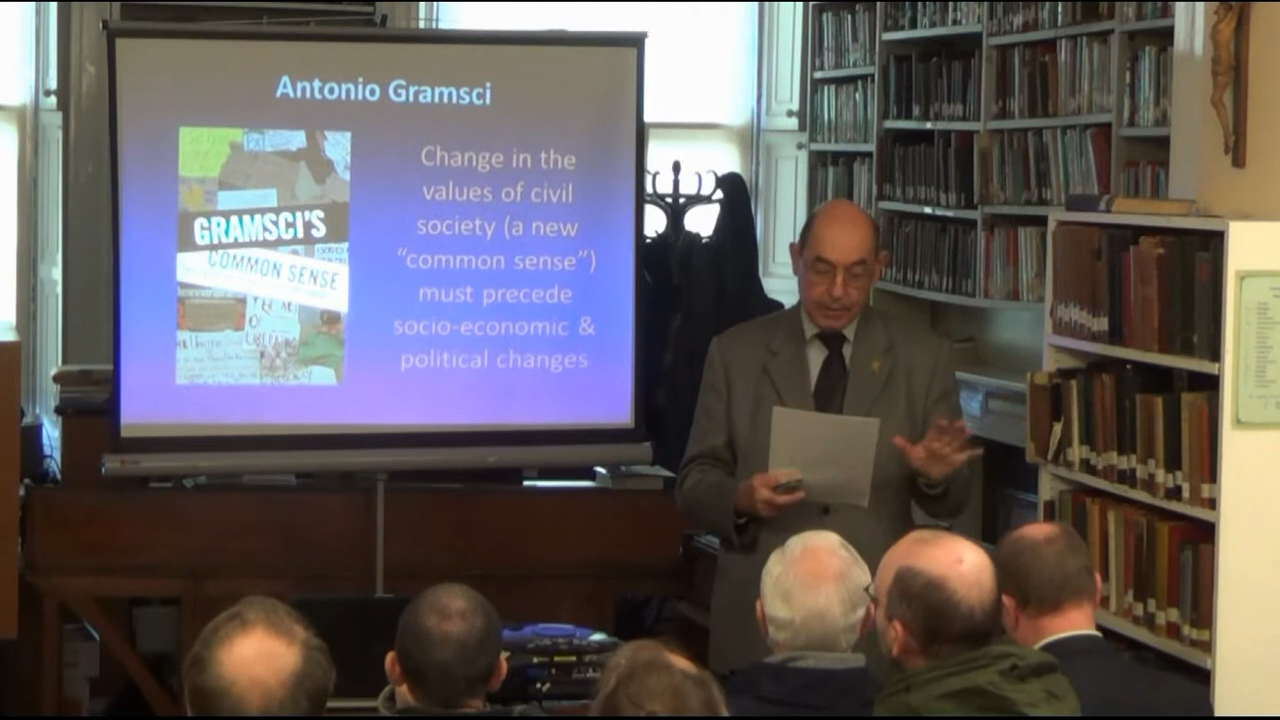 Antonio Gramsci
GRAMSCI'S
COMMON SENSE
Change in the
values of civil
society (a new
“common sense”)
must precede
socio-economic &
political changes